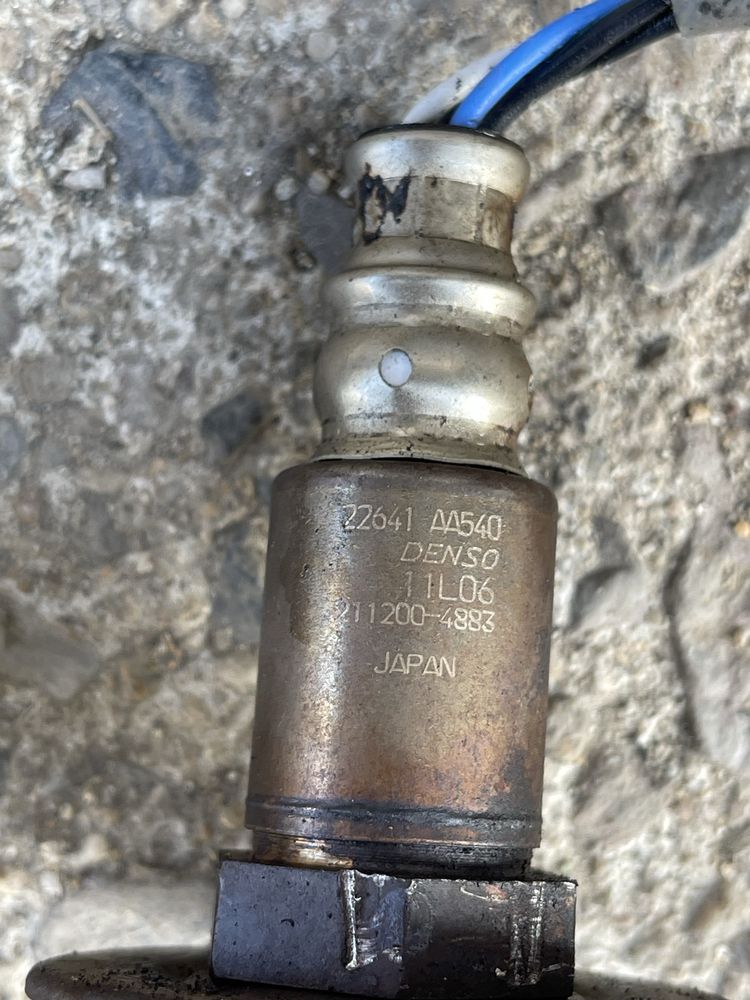 22641 AA540
DENSO
11L06
211200-4883
JAPAN